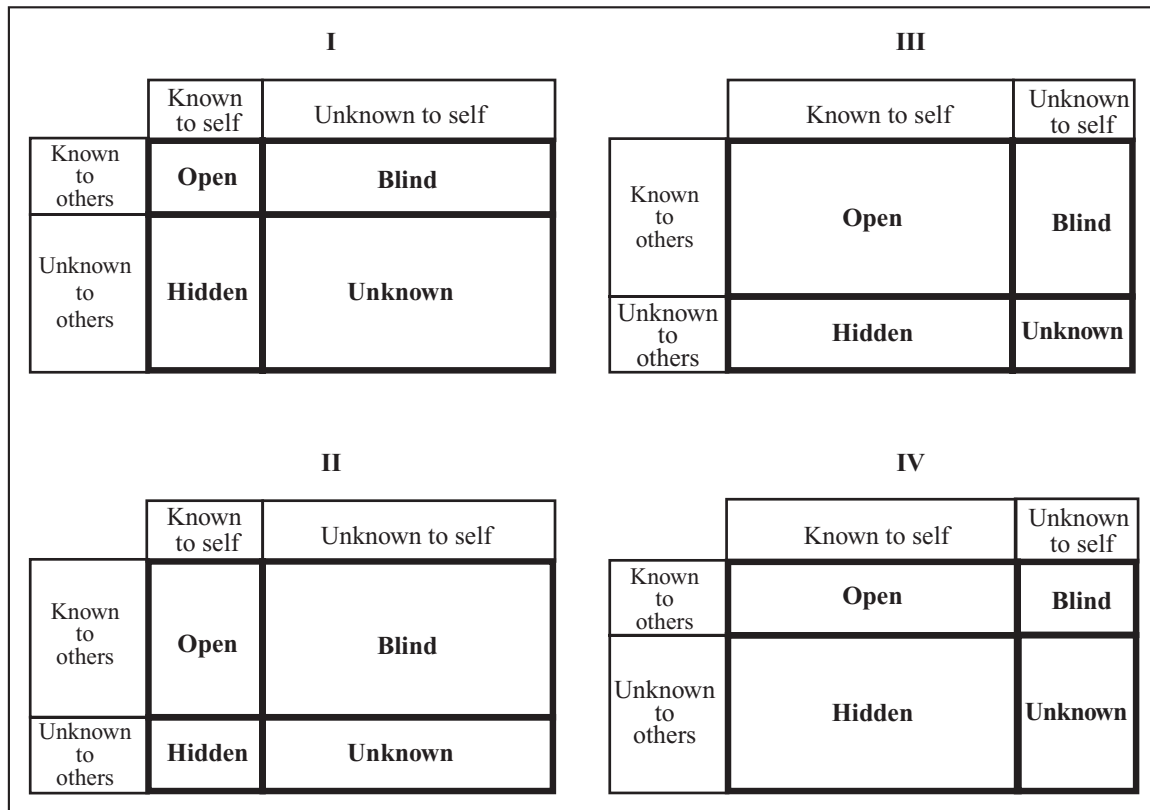 I
Known
to self
Unknown to self
Known
to
others
Open
Blind
Unknown
to
others
Hidden
Unknown
III
Known to self
Unknown
to self
Known
to
others
Open
Blind
Unknown
to
others
Hidden
Unknown
II
Known
to self
Unknown to self
Known
to
others
Open
Blind
Unknown
to
others
Hidden
Unknown
IV
Known to self
Unknown
to self
Known
to
others
Open
Blind
Unknown
to
others
Hidden
Unknown